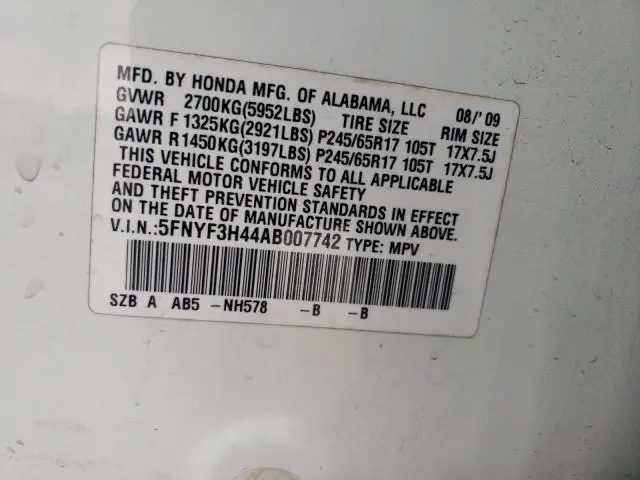 MFD. BY HONDA MFG. OF ALABAMA, LLC 08/'09
GVWR 2700KG(5952LBS) TIRE SIZE RIM SIZE
GAWR F 1325KG(2921LBS) P245/65R17 105T 17X7.5J
GAWR R1450KG(3197LBS) P245/65R17 105T 17X7.5J
THIS VEHICLE CONFORMS TO ALL APPLICABLE
FEDERAL MOTOR VEHICLE SAFETY
AND THEFT PREVENTION STANDARDS IN EFFECT
ON THE DATE OF MANUFACTURE SHOWN ABOVE.
V.I.N.:5FNYF3H44AB007742 TYPE: MPV
SZB A AB5 -NH578 -B -B